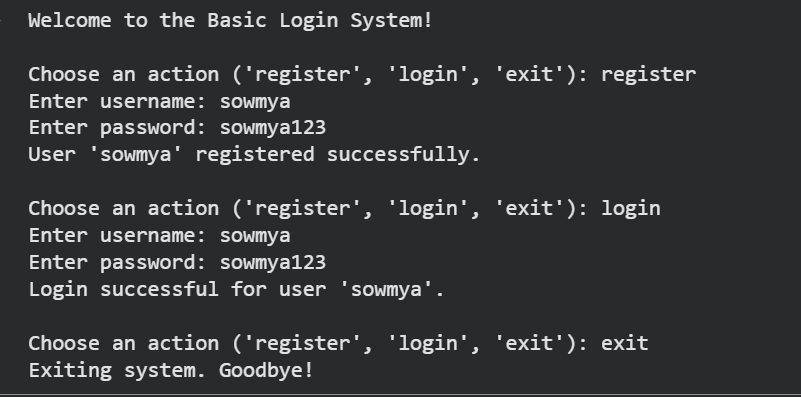 Welcome to the Basic Login System!
Choose an action ('register', 'login', 'exit'): register
Enter username: sowmya
Enter password: sowmya123
User 'sowmya' registered successfully.
Choose an action ('register', 'login', 'exit'): login
Enter username: sowmya
Enter password: sowmya123
Login successful for user 'sowmya'.
Choose an action ('register', 'login', 'exit'): exit
Exiting system. Goodbye!